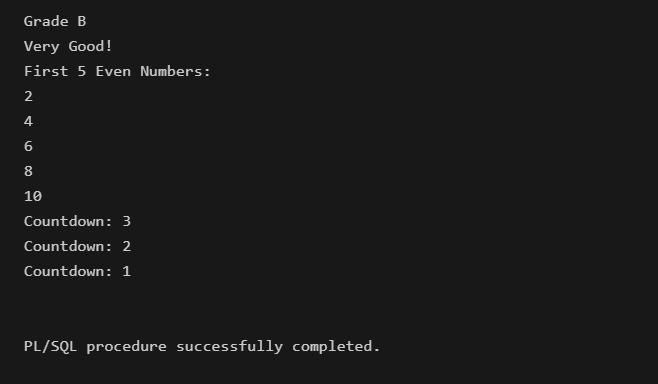 Grade B
Very Good!
First 5 Even Numbers:
2
4
6
8
10
Countdown: 3
Countdown: 2
Countdown: 1
PL/SQL procedure successfully completed.